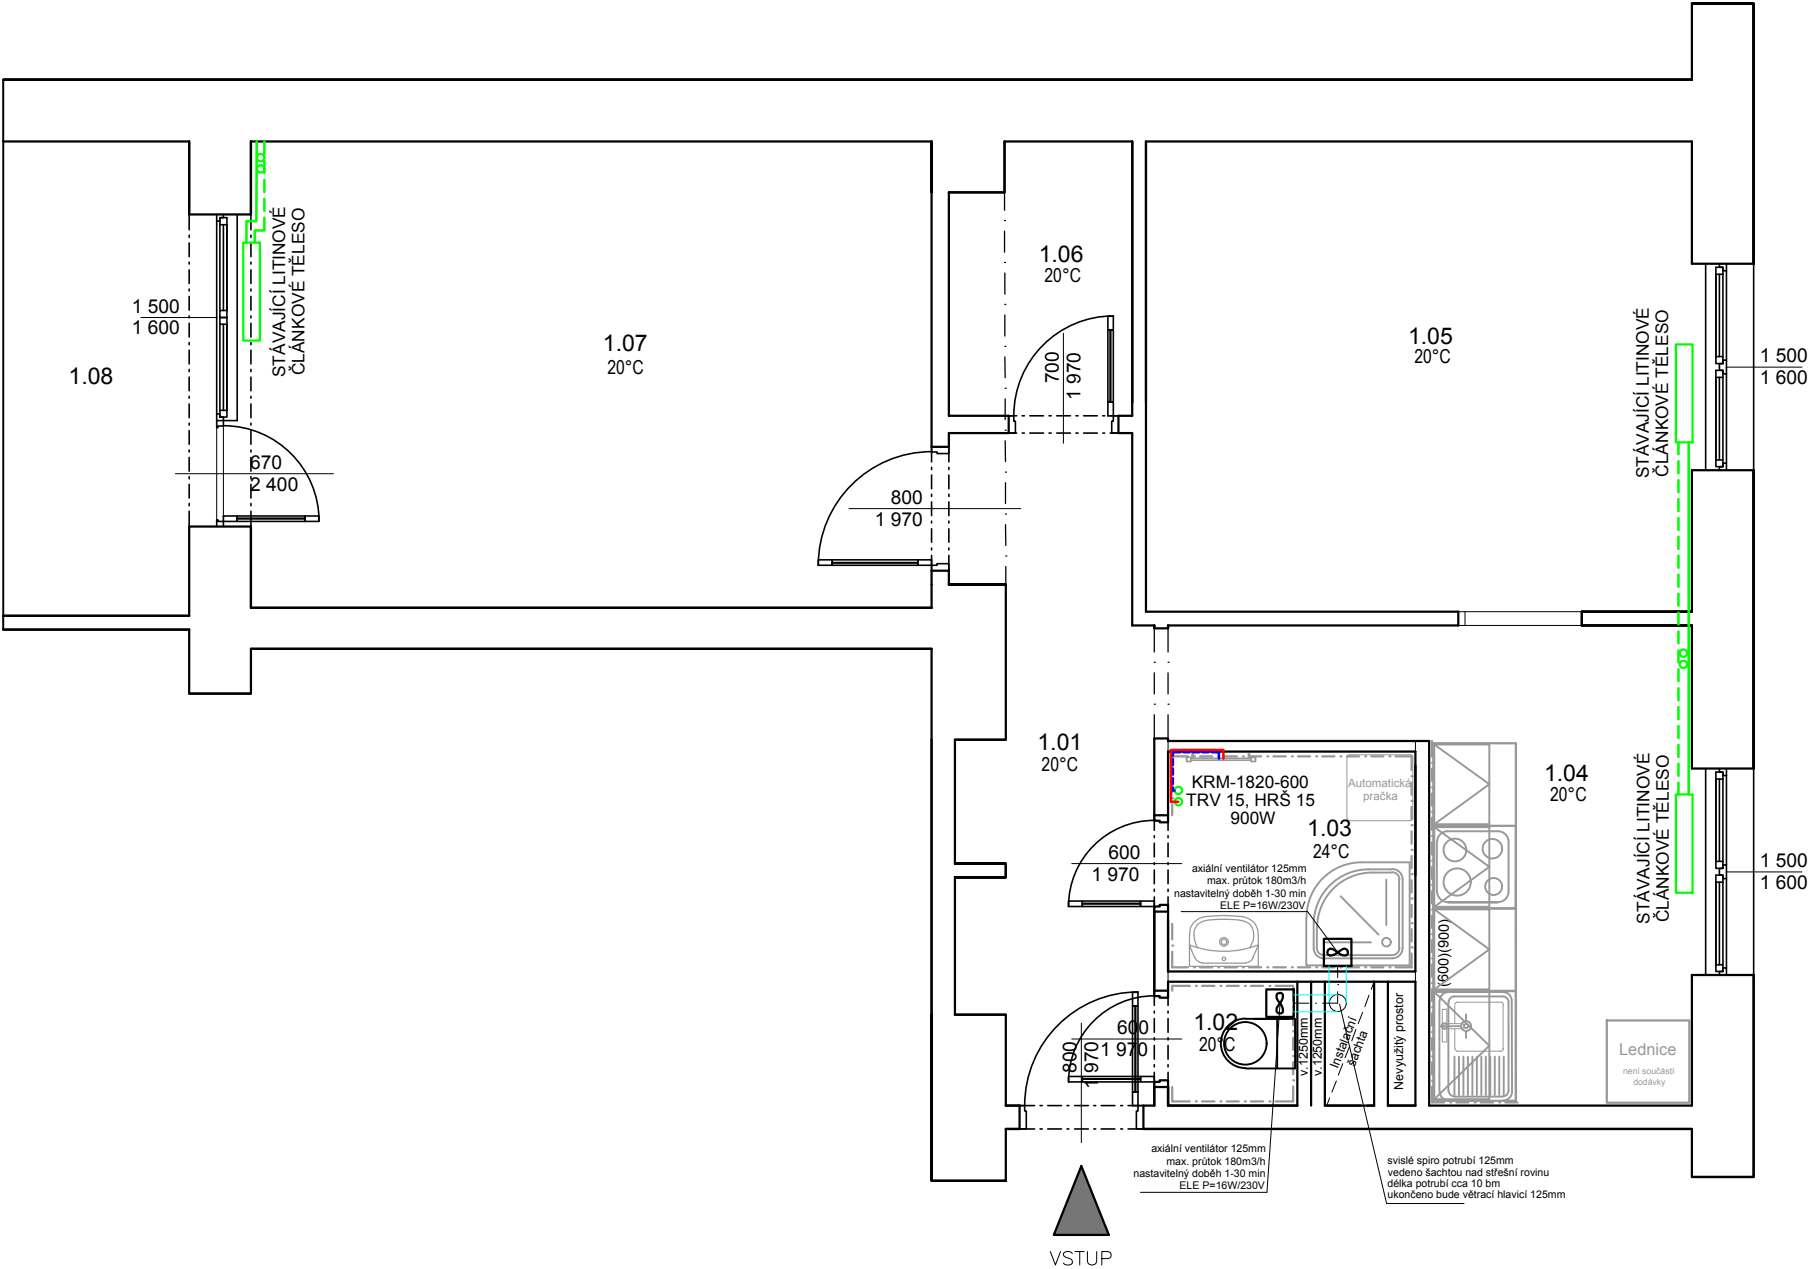 1.06
20°C
1.07
20°C
1.05
20°C
1.08
1 500
1 600
STÁVAJÍCÍ LITINOVÉ
ČLÁNKOVÉ TĚLESO
670
2 400
800
1 970
700
1 970
STÁVAJÍCÍ LITINOVÉ
ČLÁNKOVÉ TĚLESO
1 500
1 600
1.01
20°C
KRM-1820-600
TRV 15, HRŠ 15
900W
Automatická
pračka
1.03
24°C
1.04
20°C
STÁVAJÍCÍ LITINOVÉ
ČLÁNKOVÉ TĚLESO
1 500
1 600
600
1 970
axiální ventilátor 125mm
max. průtok 180m3/h
nastavitelný doběh 1-30 min
ELE P=16W/230V
(600)(900)
1.02
20°C
600
1 970
800
1 970
v.1250mm
v.1250mm
Instalační
šachta
Nevyužitý prostor
Lednice
není součástí
dodávky
axiální ventilátor 125mm
max. průtok 180m3/h
nastavitelný doběh 1-30 min
ELE P=16W/230V
svislé spiro potrubí 125mm
vedeno šachtou nad střešní rovinu
délka potrubí cca 10 bm
ukončeno bude větrací hlavicí 125mm
VSTUP